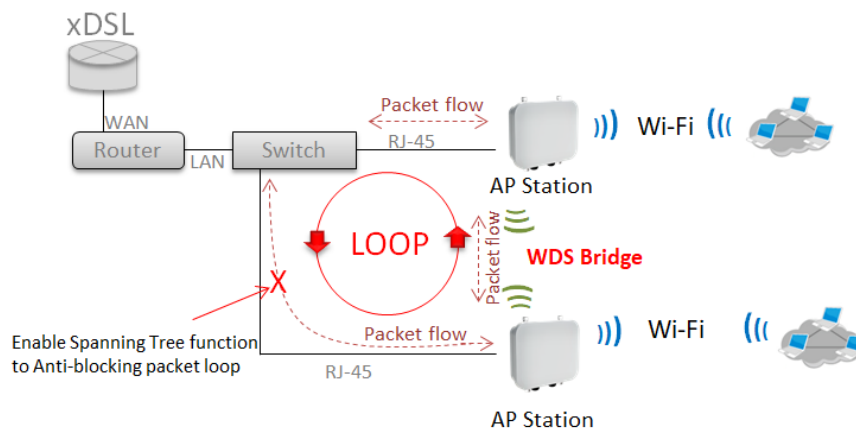 xDSL
WAN
Router
LAN
Switch
Packet flow
RJ-45
AP Station
Wi-Fi
LOOP
Packet flow
WDS Bridge
X
Enable Spanning Tree function
to Anti-blocking packet loop
Packet flow
RJ-45
AP Station
Wi-Fi